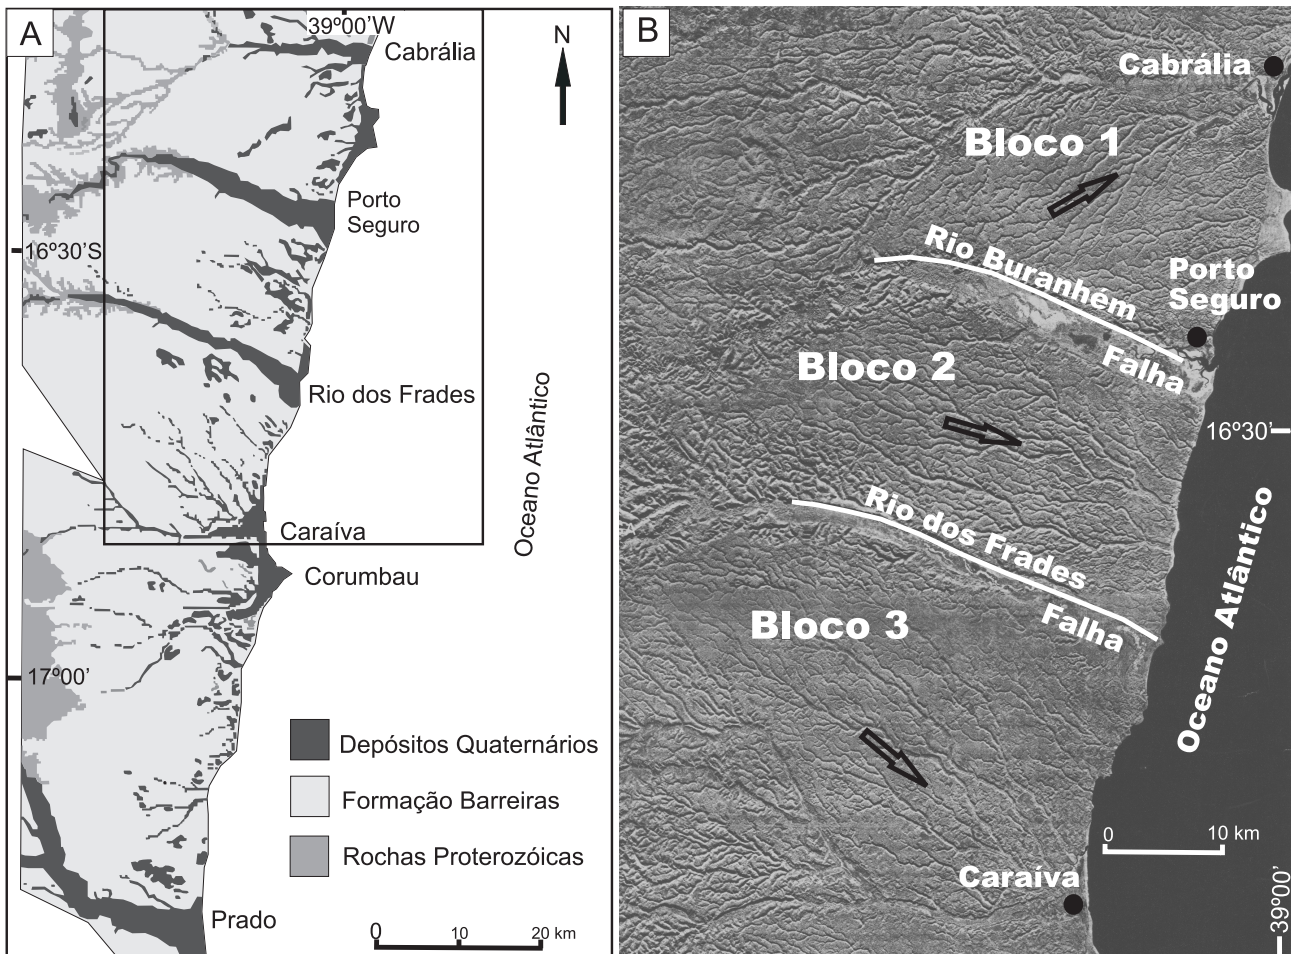 A
39º00'W
N
Cabrália
Porto
Seguro
16º30'S
Rio dos Frades
Oceano Atlântico
Caraíva
Corumbau
17º00'
Depósitos Quaternários
Formação Barreiras
Rochas Proterozóicas
Prado
0 10 20 km
B
Cabrália
Bloco 1
Rio Buranhém
Porto
Seguro
Falha
Bloco 2
16º30'
Rio dos Frades
Falha
Bloco 3
Oceano Atlântico
0 10 km
Caraíva
39º00'